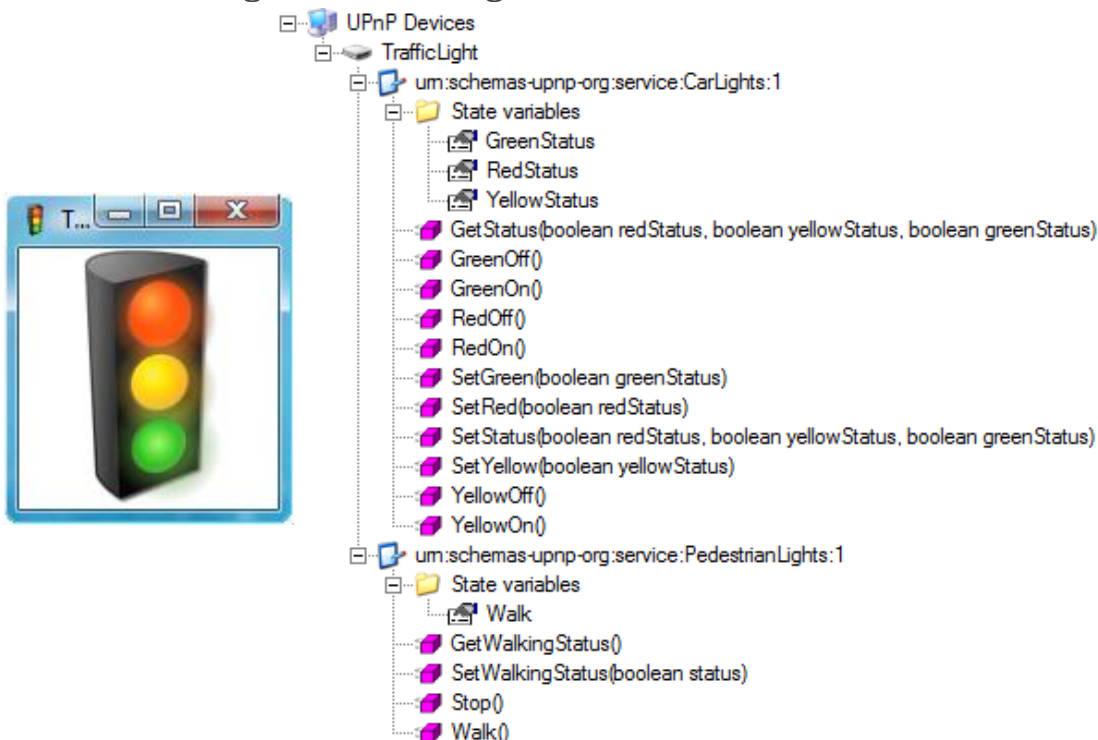 UPnP Devices
TrafficLight
urn:schemas-upnp-org:service:CarLights:1
State variables
GreenStatus
RedStatus
YellowStatus
T...
GetStatus(boolean redStatus, boolean yellowStatus, boolean greenStatus)
GreenOff()
GreenOn()
RedOff()
RedOn()
SetGreen(boolean greenStatus)
SetRed(boolean redStatus)
SetStatus(boolean redStatus, boolean yellowStatus, boolean greenStatus)
SetYellow(boolean yellowStatus)
YellowOff()
YellowOn()
urn:schemas-upnp-org:service:PedestrianLights:1
State variables
Walk
GetWalkingStatus()
SetWalkingStatus(boolean status)
Stop()
Walk()